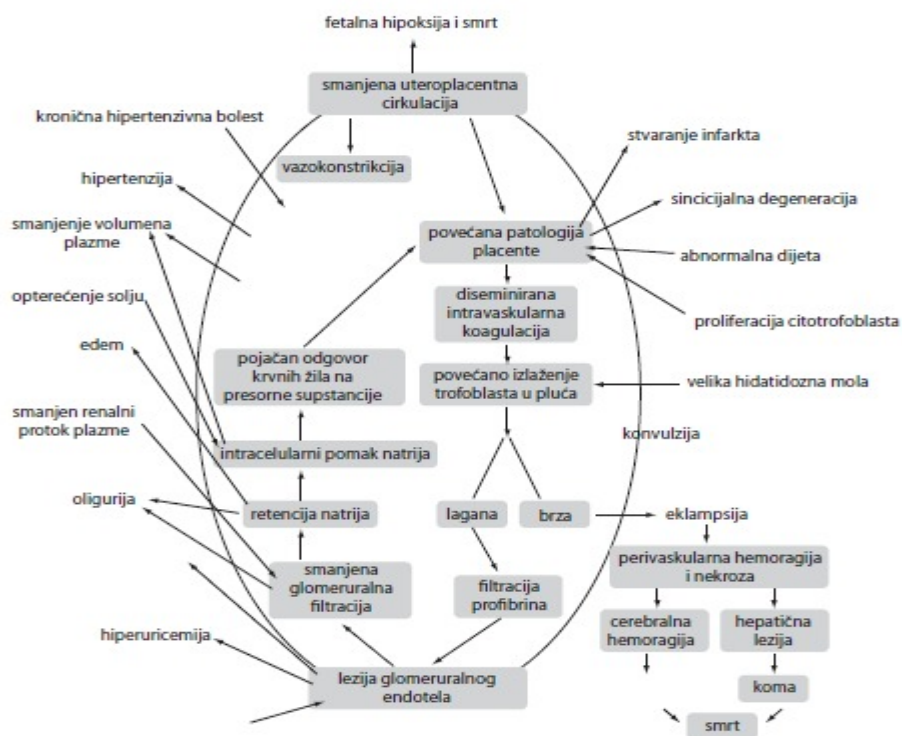 fetalna hipoksija i smrt
smanjena uteroplacentna
cirkulacija
kronična hipertenzivna bolest
vazokonstrikcija
stvaranje infarkta
hipertenzija
sincicijalna degeneracija
smanjenje volumena
plazme
povećana patologija
placente
abnormalna dijeta
opterećenje solju
diseminirana
intravaskularna
koagulacija
proliferacija citotrofoblasta
edem
pojačan odgovor
krvnih žila na
presorne supstancije
povećano izlaženje
trofoblasta u pluća
velika hidatidozna mola
smanjen renalni
protok plazme
konvulzija
intracelularni pomak natrija
oligurija
retencija natrija
lagana
brza
eklampsija
smanjena
glomeruralna
filtracija
filtracija
profibrina
perivaskularna hemoragija
i nekroza
hiperuricemija
cerebralna
hemoragija
hepatična
lezija
lezija glomeruralnog
endotela
koma
smrt